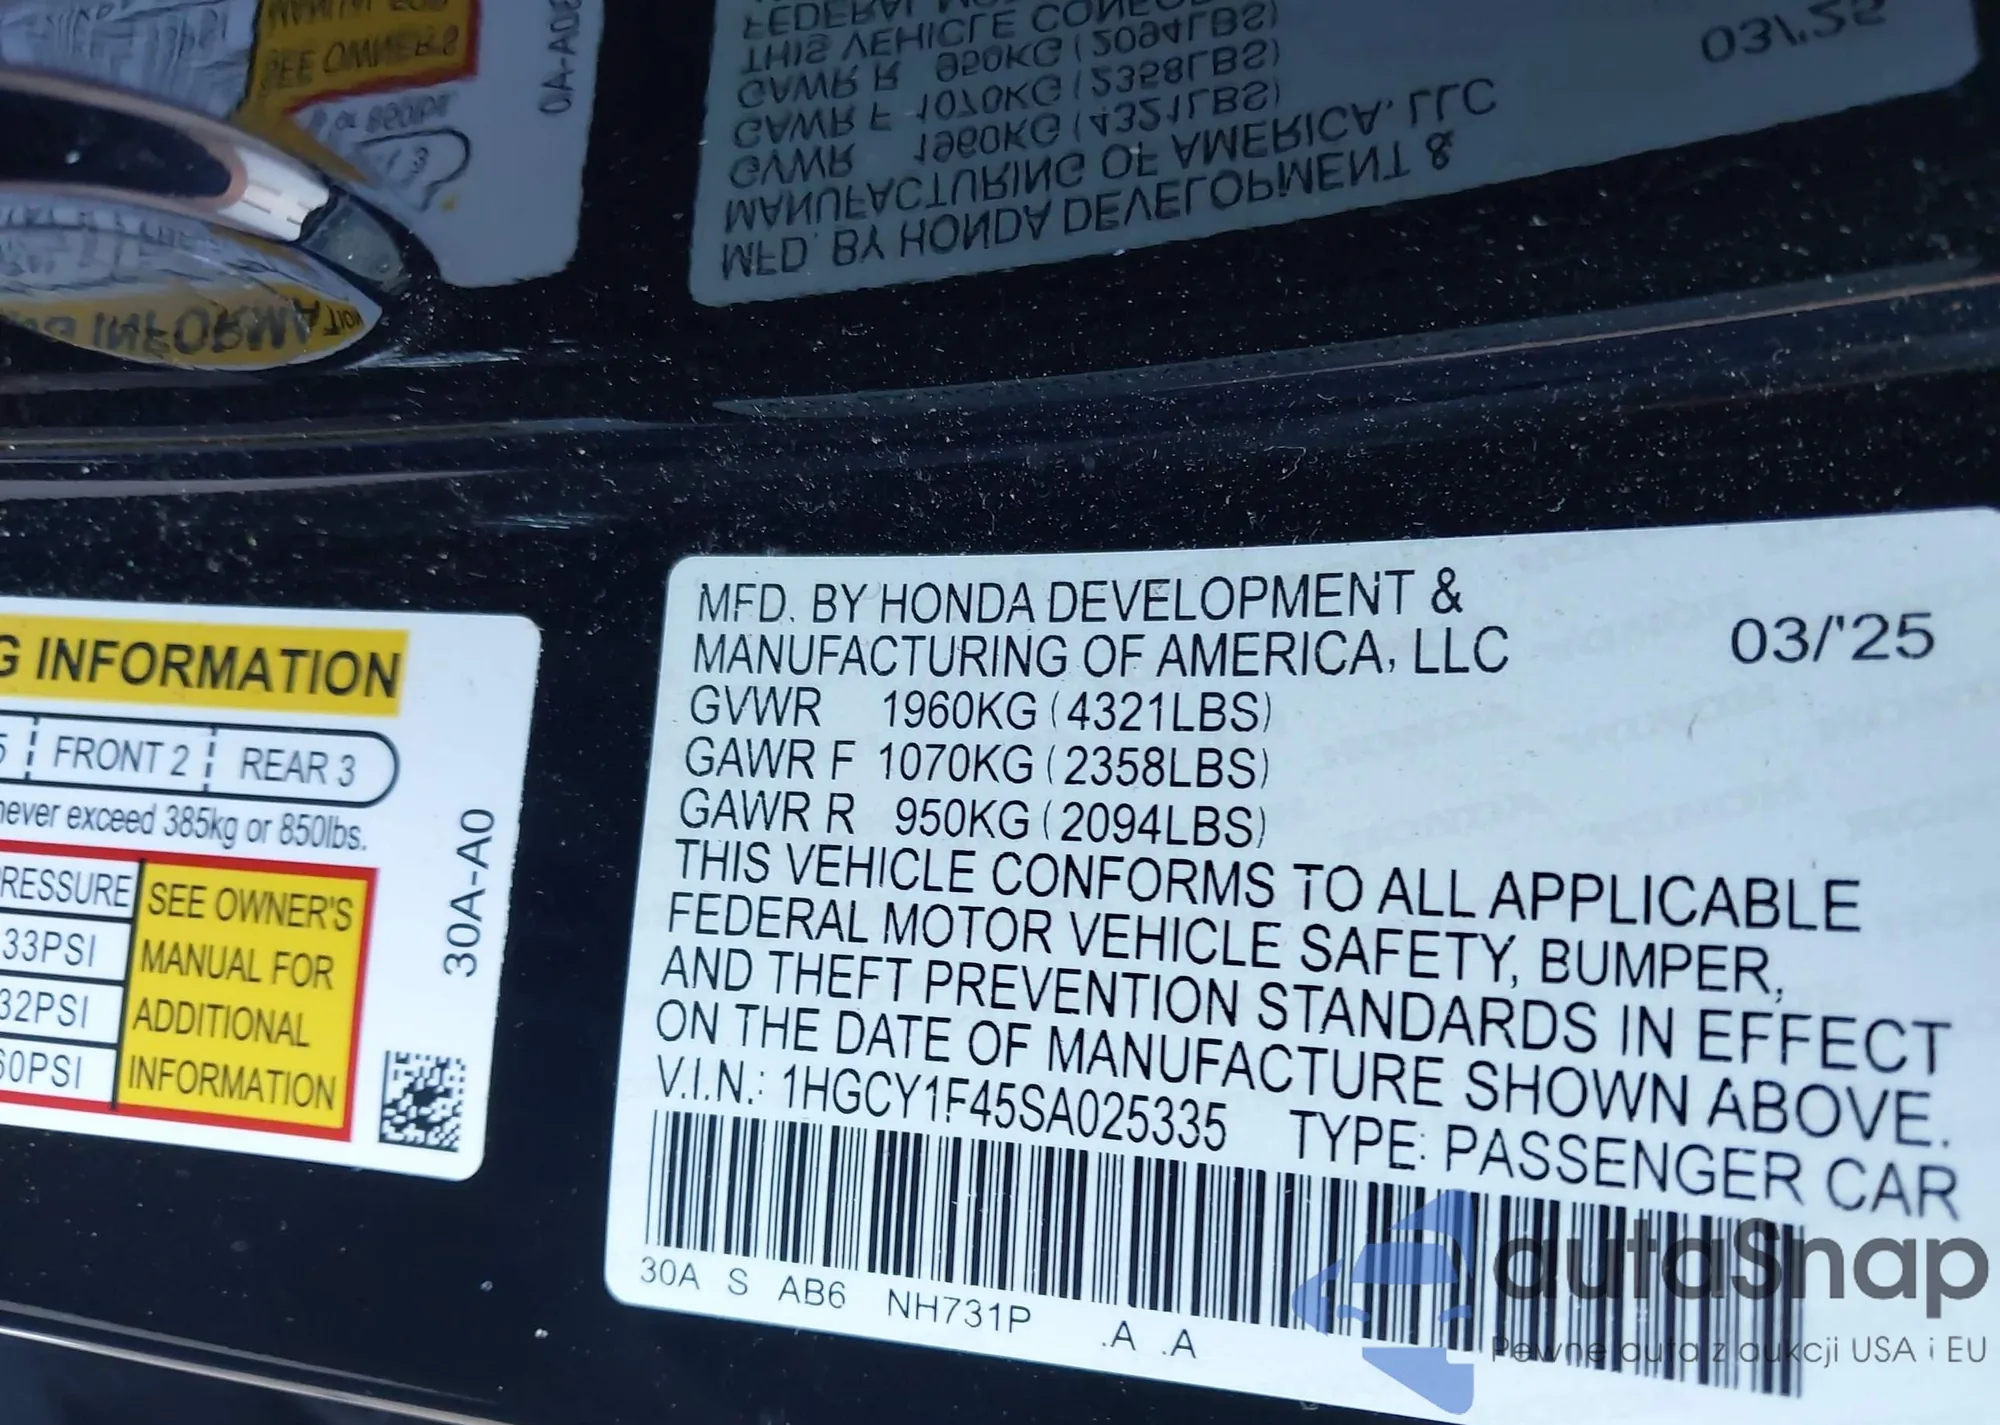 MFD. BY HONDA DEVELOPMENT &
MANUFACTURING OF AMERICA, LLC
03/'25
GVWR 1960KG (4321LBS)
GAWR F 1070KG (2358LBS)
GAWR R 950KG (2094LBS)
THIS VEHICLE CONFORMS TO ALL APPLICABLE
FEDERAL MOTOR VEHICLE SAFETY, BUMPER,
AND THEFT PREVENTION STANDARDS IN EFFECT
ON THE DATE OF MANUFACTURE SHOWN ABOVE.
V.I.N.: 1HGCY1F45SA025335 TYPE: PASSENGER CAR
30A S AB6 NH731P .A .A
G INFORMATION
FRONT 2 REAR 3
never exceed 385kg or 850lbs.
RESSURE
33PSI
32PSI
60PSI
SEE OWNER'S
MANUAL FOR
ADDITIONAL
INFORMATION
30A-A0
autaSnap
Pewne auta z aukcji USA i EU